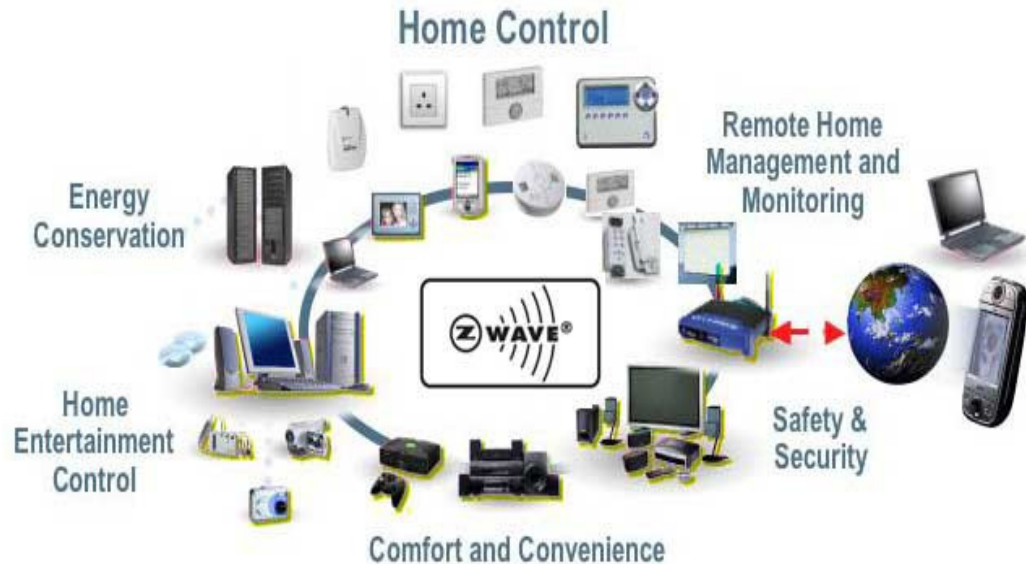 Home Control
Remote Home
Management and
Monitoring
Energy
Conservation
Z WAVE®
Home
Entertainment
Control
Safety &
Security
Comfort and Convenience